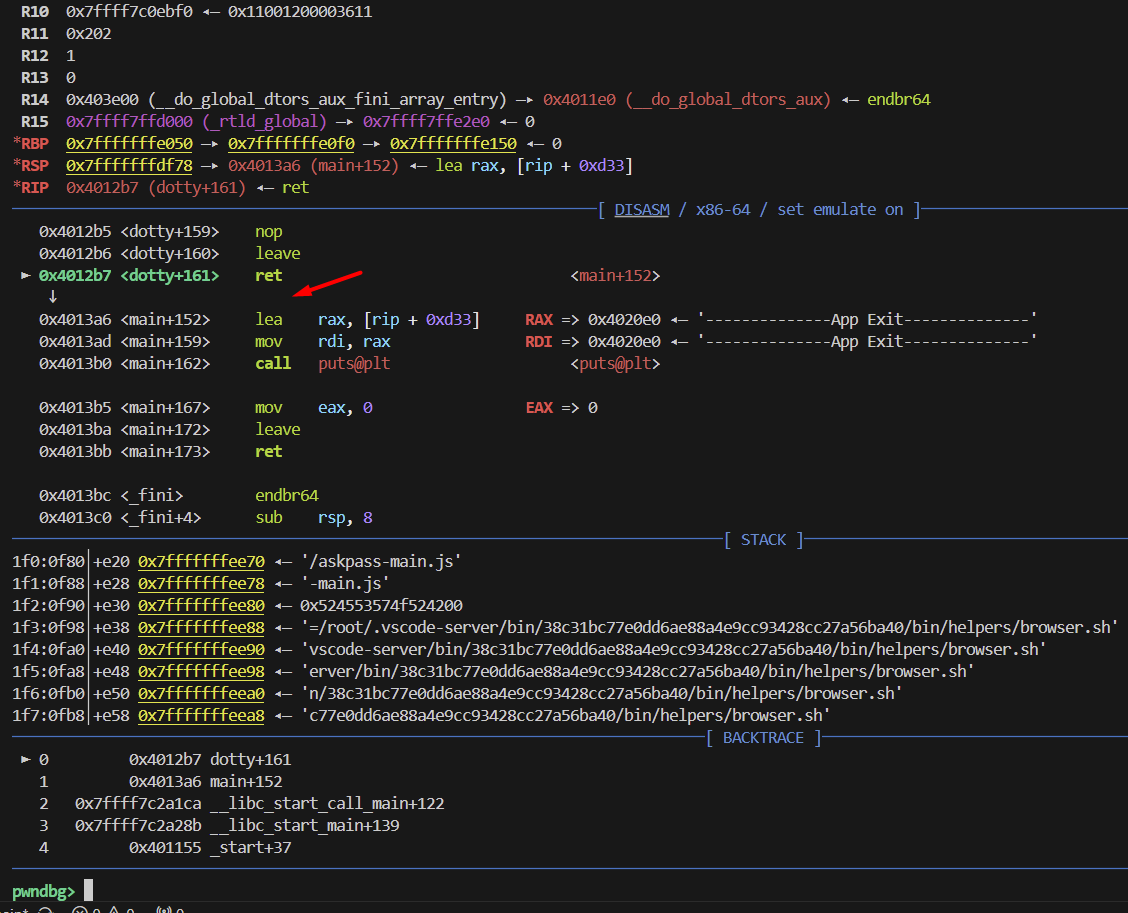 R10  0x7ffff7c0ebf0 ◂— 0x11001200003611
R11  0x202
R12  1
R13  0
R14  0x403e00 (__do_global_dtors_aux_fini_array_entry) —▸ 0x4011e0 (__do_global_dtors_aux) ◂— endbr64
R15  0x7ffff7ffd000 (_rtld_global) —▸ 0x7ffff7ffe2e0 ◂— 0
*RBP  0x7fffffffe050 —▸ 0x7fffffffe0f0 —▸ 0x7fffffffe150 ◂— 0
*RSP  0x7fffffffdf78 —▸ 0x4013a6 (main+152) ◂— lea rax, [rip + 0xd33]
*RIP  0x4012b7 (dotty+161) ◂— ret
[ DISASM / x86-64 / set emulate on ]
0x4012b5 <dotty+159>    nop
0x4012b6 <dotty+160>    leave
► 0x4012b7 <dotty+161>    ret    <main+152>
↓
0x4013a6 <main+152>    lea    rax, [rip + 0xd33]    RAX => 0x4020e0 ◂— '--------------App Exit--------------'
0x4013ad <main+159>    mov    rdi, rax    RDI => 0x4020e0 ◂— '--------------App Exit--------------'
0x4013b0 <main+162>    call   puts@plt    <puts@plt>
0x4013b5 <main+167>    mov    eax, 0    EAX => 0
0x4013ba <main+172>    leave
0x4013bb <main+173>    ret
0x4013bc <_fini>    endbr64
0x4013c0 <_fini+4>    sub    rsp, 8
[ STACK ]
1f0:0f80│+e20 0x7fffffffee70 ◂— '/askpass-main.js'
1f1:0f88│+e28 0x7fffffffee78 ◂— '-main.js'
1f2:0f90│+e30 0x7fffffffee80 ◂— 0x524553574f524200
1f3:0f98│+e38 0x7fffffffee88 ◂— '=/root/.vscode-server/bin/38c31bc77e0dd6ae88a4e9cc93428cc27a56ba40/bin/helpers/browser.sh'
1f4:0fa0│+e40 0x7fffffffee90 ◂— 'vscode-server/bin/38c31bc77e0dd6ae88a4e9cc93428cc27a56ba40/bin/helpers/browser.sh'
1f5:0fa8│+e48 0x7fffffffee98 ◂— 'erver/bin/38c31bc77e0dd6ae88a4e9cc93428cc27a56ba40/bin/helpers/browser.sh'
1f6:0fb0│+e50 0x7fffffffeea0 ◂— 'n/38c31bc77e0dd6ae88a4e9cc93428cc27a56ba40/bin/helpers/browser.sh'
1f7:0fb8│+e58 0x7fffffffeea8 ◂— 'c77e0dd6ae88a4e9cc93428cc27a56ba40/bin/helpers/browser.sh'
[ BACKTRACE ]
► 0         0x4012b7 dotty+161
1         0x4013a6 main+152
2   0x7ffff7c2a1ca __libc_start_call_main+122
3   0x7ffff7c2a28b __libc_start_main+139
4         0x401155 _start+37
pwndbg>